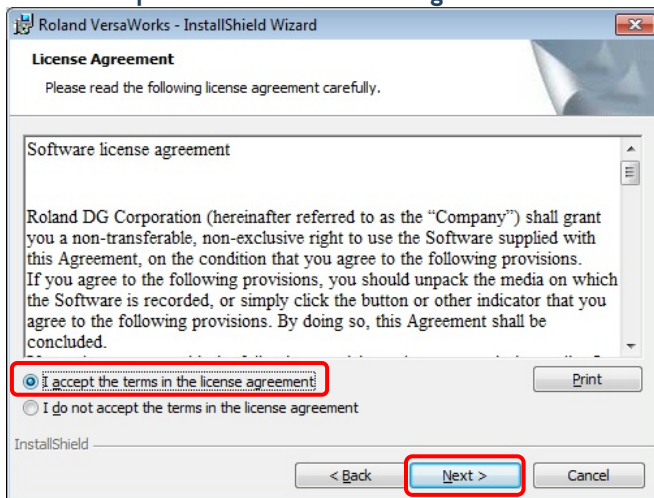 Roland VersaWorks - InstallShield Wizard
License Agreement
Please read the following license agreement carefully.
Software license agreement
Roland DG Corporation (hereinafter referred to as the “Company”) shall grant
you a non-transferable, non-exclusive right to use the Software supplied with
this Agreement, on the condition that you agree to the following provisions.
If you agree to the following provisions, you should unpack the media on which
the Software is recorded, or simply click the button or other indicator that you
agree to the following provisions. By doing so, this Agreement shall be
concluded.
I accept the terms in the license agreement
Print
I do not accept the terms in the license agreement
InstallShield
< Back
Next >
Cancel